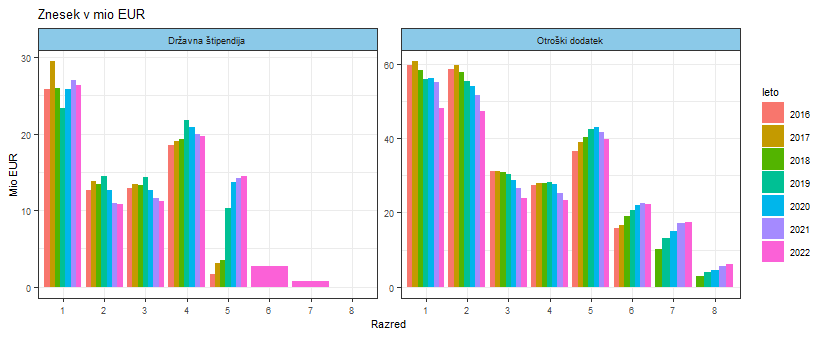 Znesek v mio EUR
Državna štipendija
Otroški dodatek
30
20
10
0
60
40
20
0
Mio EUR
1 2 3 4 5 6 7 8
1 2 3 4 5 6 7 8
Razred
leto
2016
2017
2018
2019
2020
2021
2022